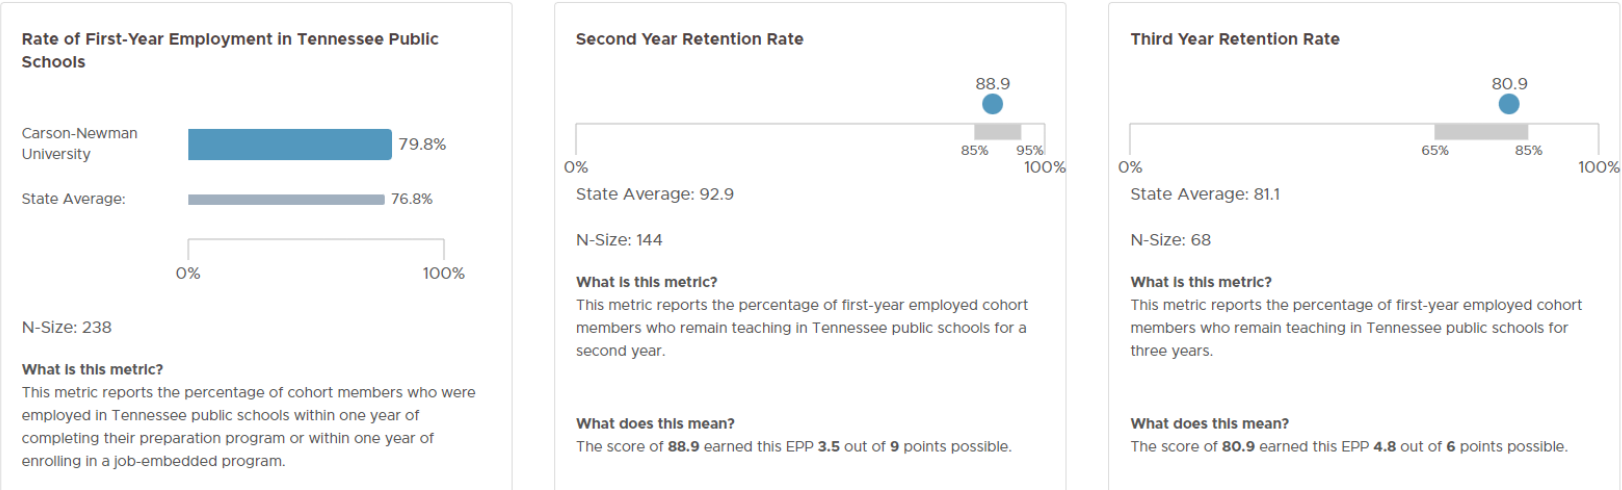 Rate of First-Year Employment in Tennessee Public
Schools
Carson-Newman
University
79.8%
State Average:
76.8%
0%
100%
N-Size: 238
What is this metric?
This metric reports the percentage of cohort members who were
employed in Tennessee public schools within one year of
completing their preparation program or within one year of
enrolling in a job-embedded program.
Second Year Retention Rate
88.9
85%
95%
0%
100%
State Average: 92.9
N-Size: 144
What is this metric?
This metric reports the percentage of first-year employed cohort
members who remain teaching in Tennessee public schools for a
second year.
What does this mean?
The score of 88.9 earned this EPP 3.5 out of 9 points possible.
Third Year Retention Rate
80.9
65%
85%
0%
100%
State Average: 81.1
N-Size: 68
What is this metric?
This metric reports the percentage of first-year employed cohort
members who remain teaching in Tennessee public schools for
three years.
What does this mean?
The score of 80.9 earned this EPP 4.8 out of 6 points possible.